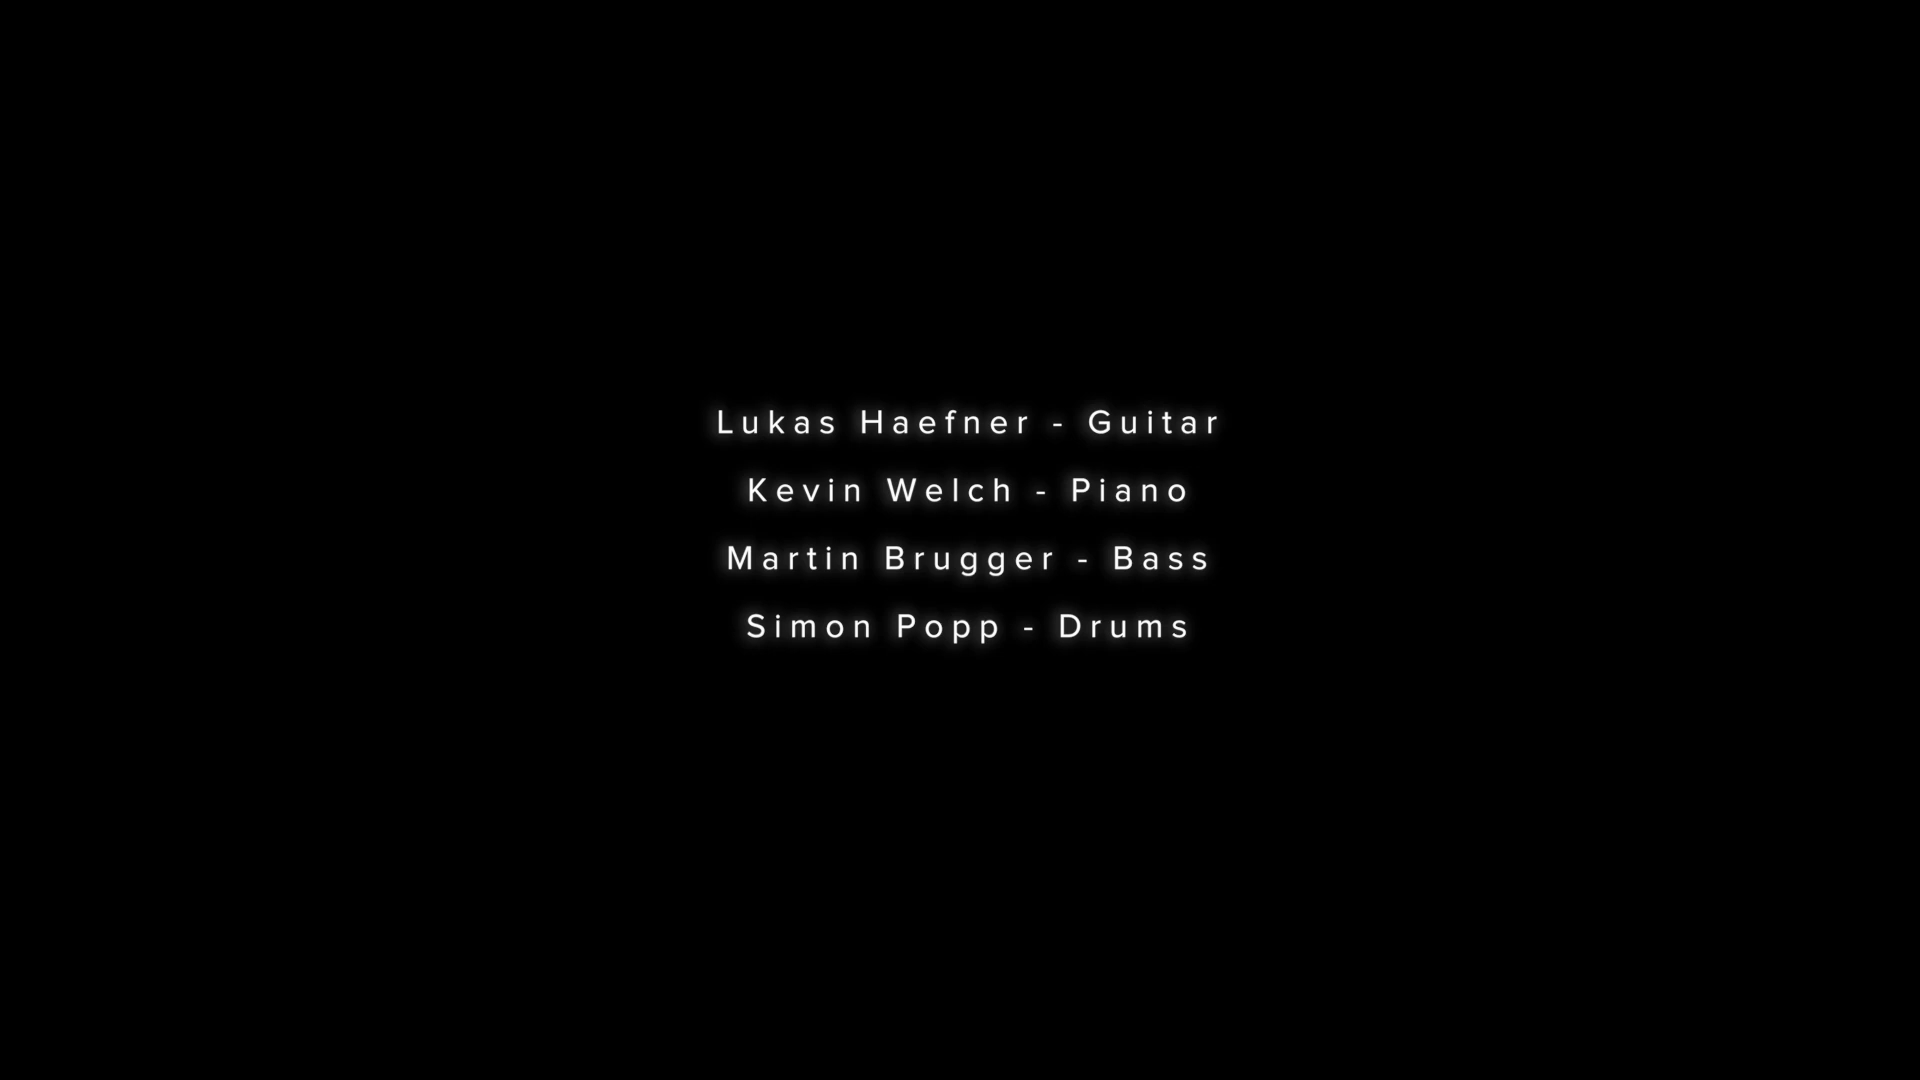 Lukas Haefner - Guitar
Kevin Welch - Piano
Martin Brugger - Bass
Simon Popp - Drums